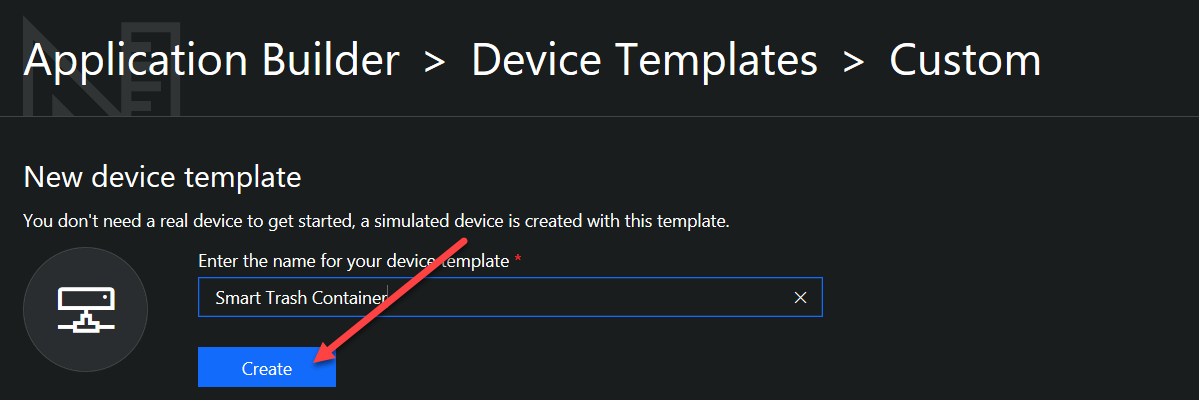 Application Builder > Device Templates > Custom
New device template
You don't need a real device to get started, a simulated device is created with this template.
Enter the name for your device template *
Smart Trash Container
Create